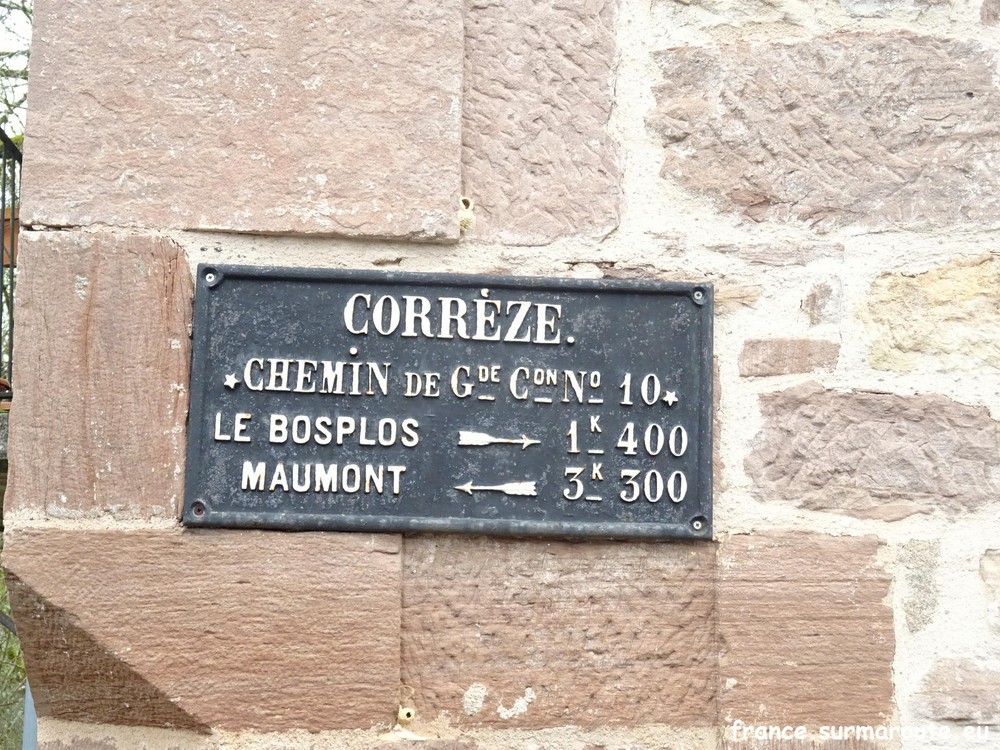 CORRÈZE.
CHEMIN DE Gᴰᴱ Cᴼᴺ Nº 10
LE BOSPLOS 1ᴷ 400
MAUMONT 3ᴷ 300
france.surmaroute.eu